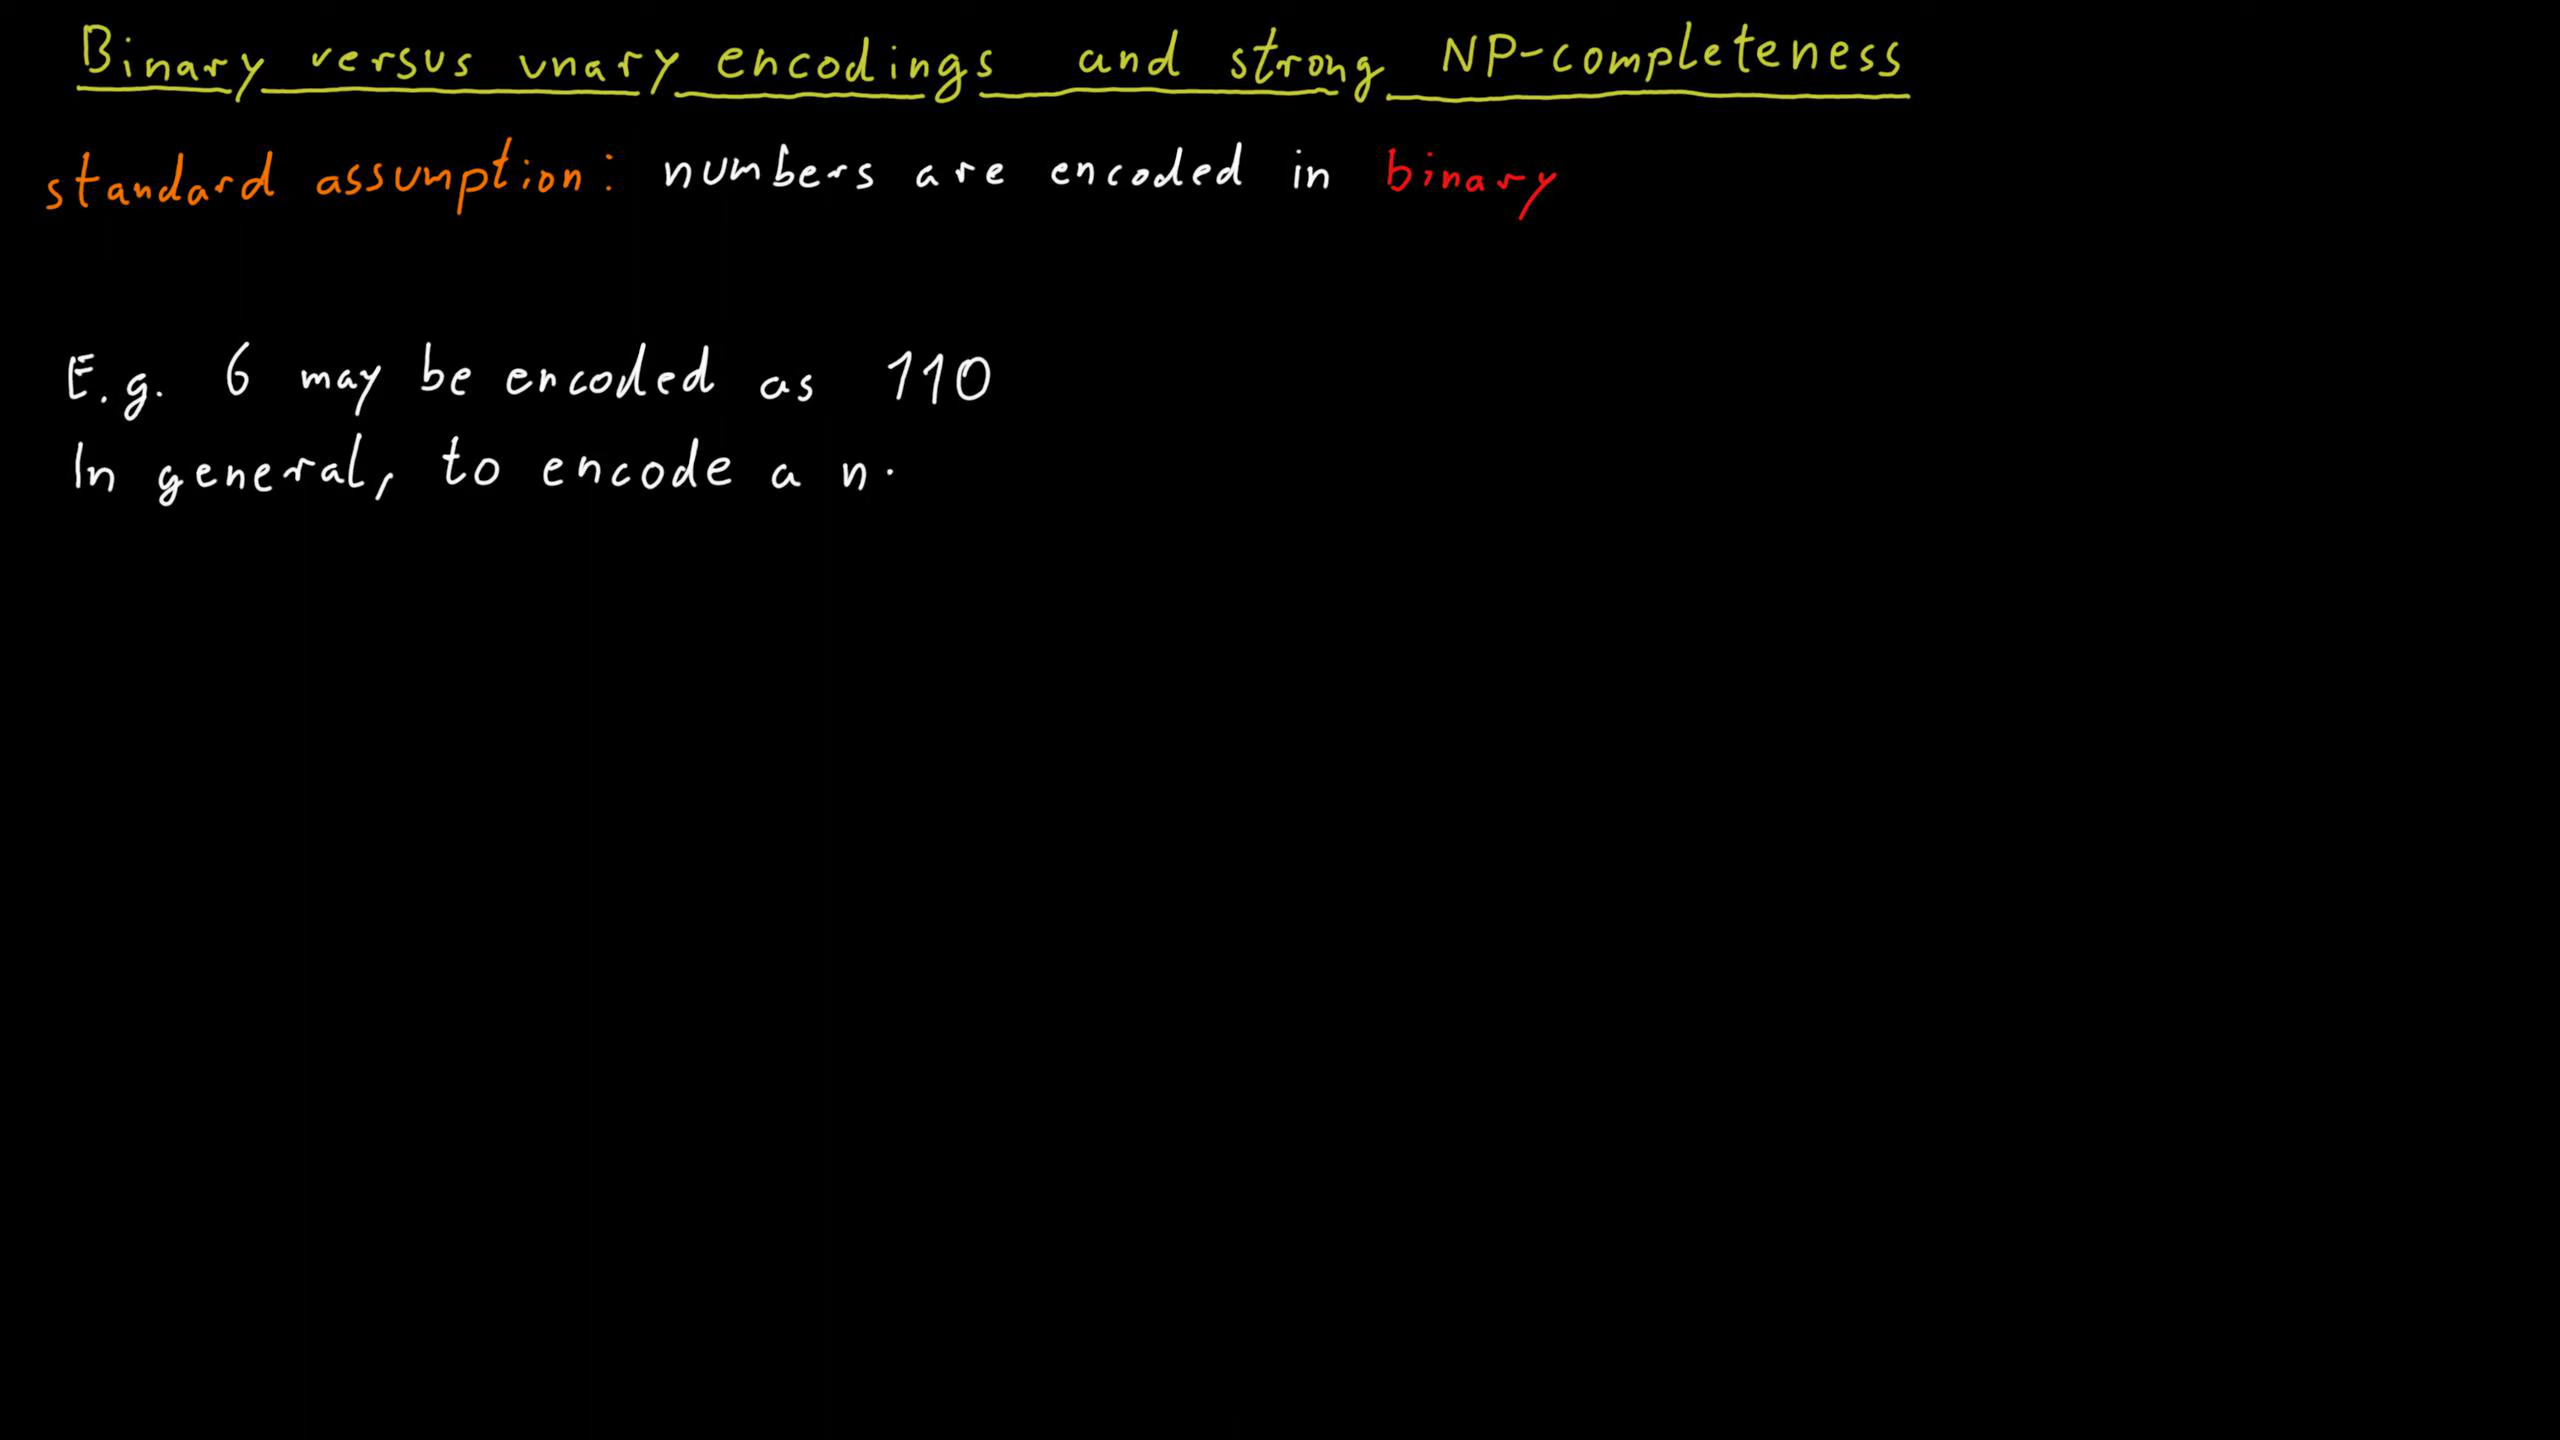 Binary versus unary encodings and strong NP-completeness
standard assumption: numbers are encoded in binary
E.g. 6 may be encoded as 110
In general, to encode a n